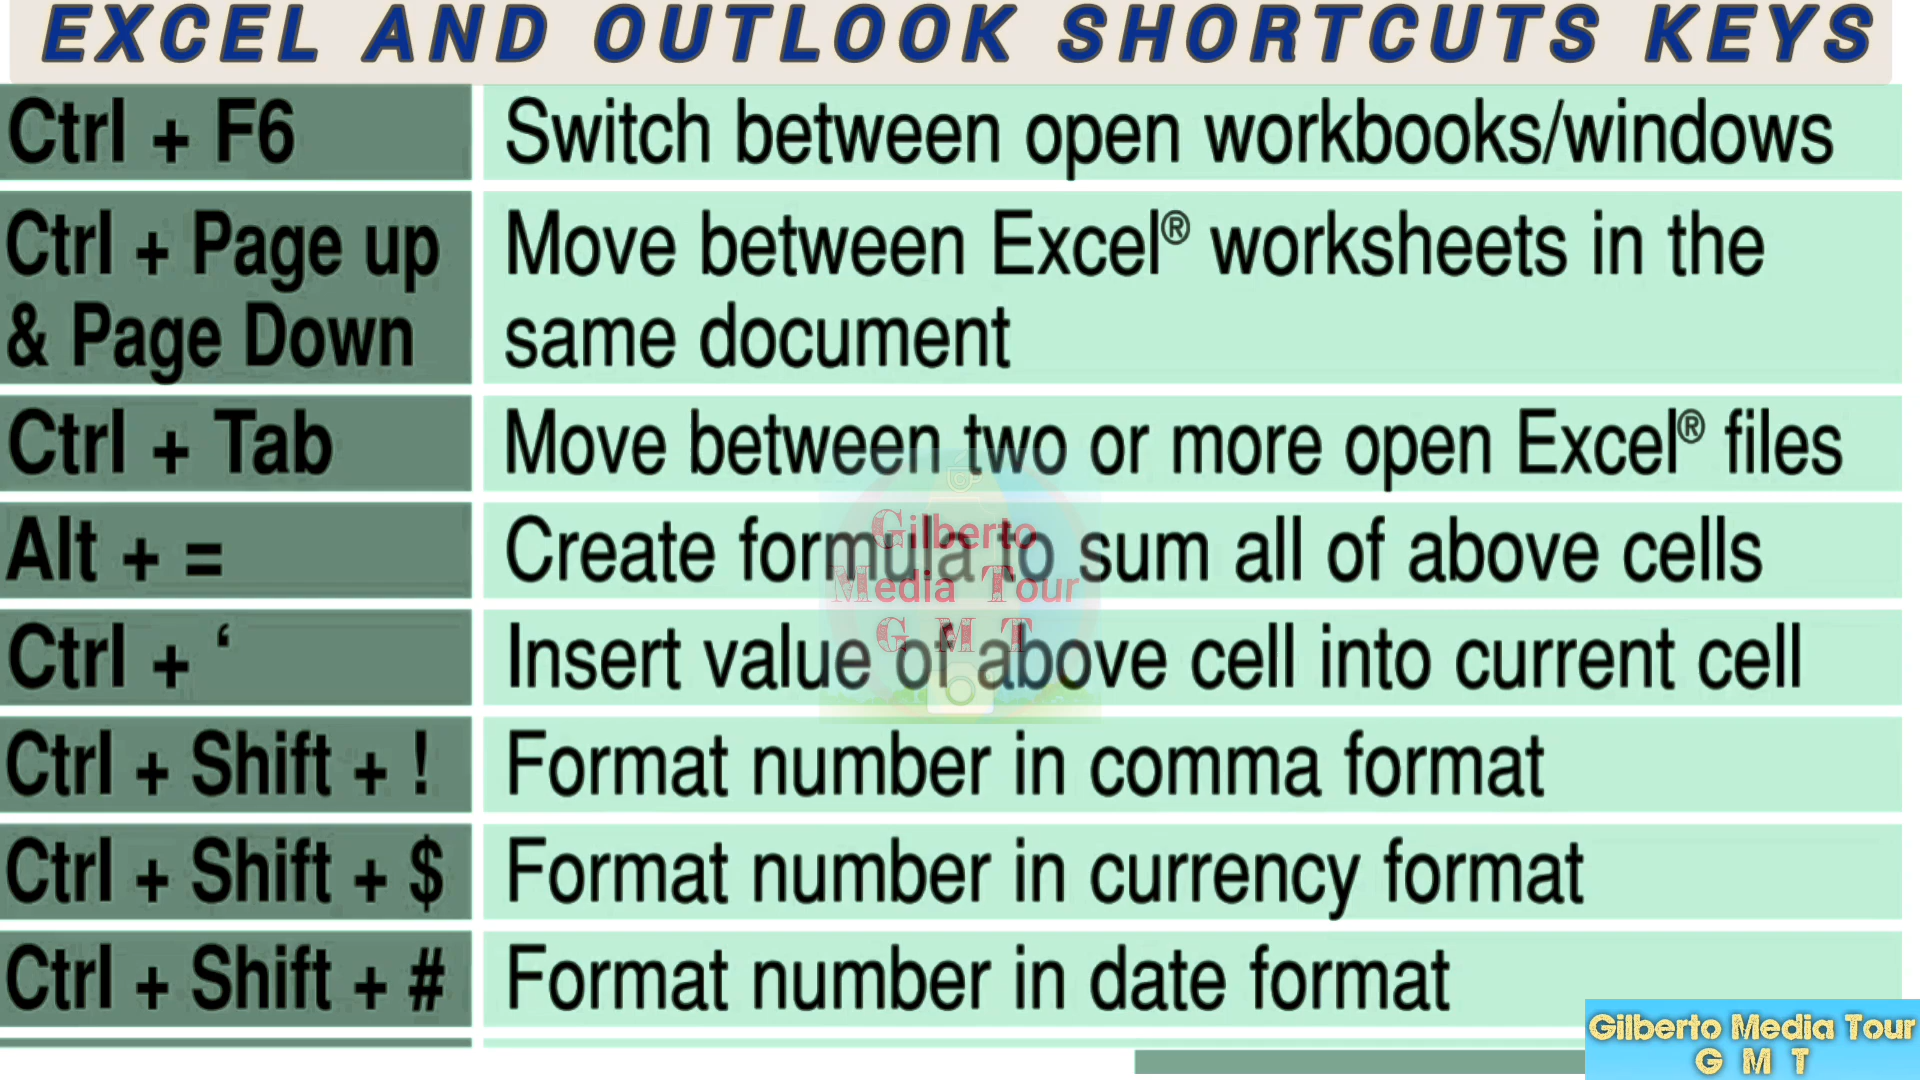 EXCEL AND OUTLOOK SHORTCUTS KEYS
Ctrl + F6 Switch between open workbooks/windows
Ctrl + Page up Move between Excel® worksheets in the
& Page Down same document
Ctrl + Tab Move between two or more open Excel® files
Alt + = Create formula to sum all of above cells
Ctrl + ‘ Insert value of above cell into current cell
Ctrl + Shift + ! Format number in comma format
Ctrl + Shift + $ Format number in currency format
Ctrl + Shift + # Format number in date format
Gilberto
Media Tour
G M T
Gilberto Media Tour
G M T